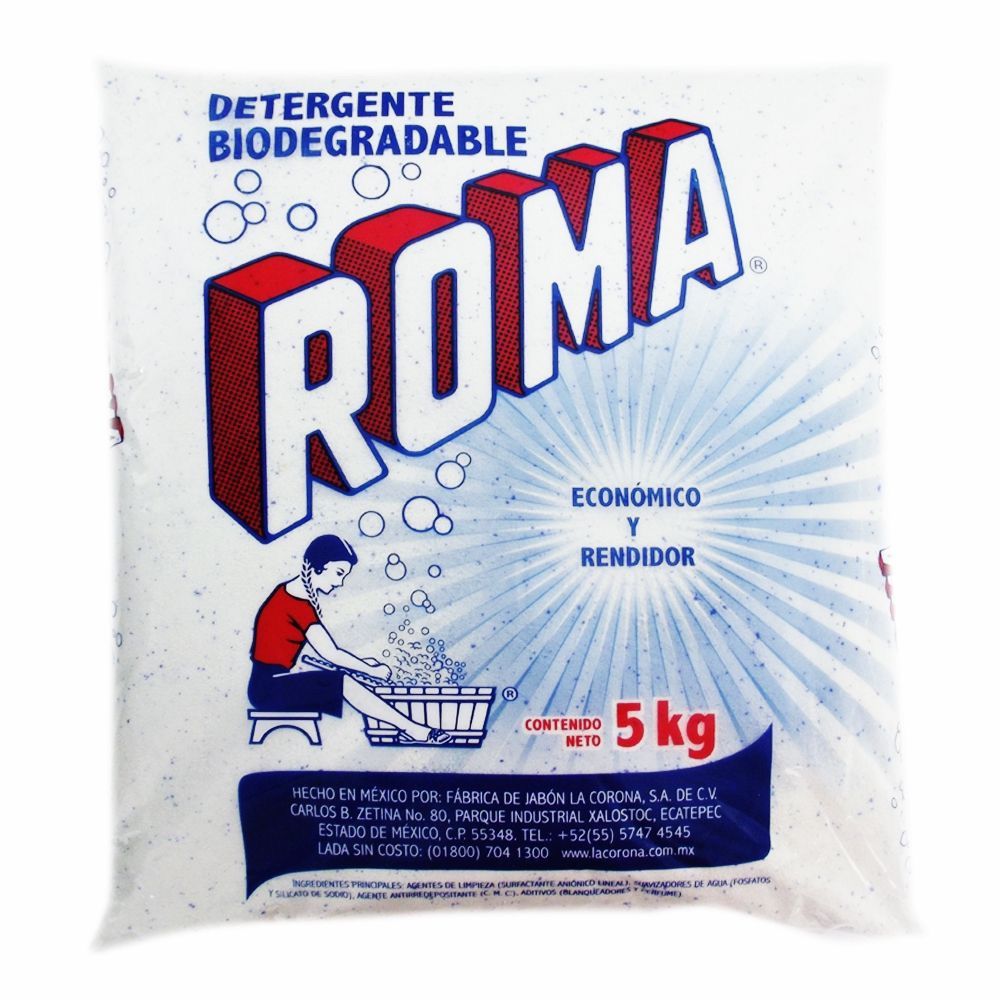 DETERGENTE
BIODEGRADABLE
ROMA®
ECONÓMICO
Y
RENDIDOR
®
CONTENIDO
NETO 5 kg
HECHO EN MÉXICO POR: FÁBRICA DE JABÓN LA CORONA, S.A. DE C.V.
CARLOS B. ZETINA No. 80, PARQUE INDUSTRIAL XALOSTOC, ECATEPEC
ESTADO DE MÉXICO, C.P. 55348. TEL.: +52(55) 5747 4545
LADA SIN COSTO: (01800) 704 1300 www.lacorona.com.mx
INGREDIENTES PRINCIPALES: AGENTES DE LIMPIEZA (SURFACTANTE ANIÓNICO LINEAL), SUAVIZADORES DE AGUA (FOSFATOS
Y SILICATO DE SODIO), AGENTE ANTIRREDEPOSITANTE (C. M. C.), ADITIVOS (BLANQUEADORES Y PERFUME).